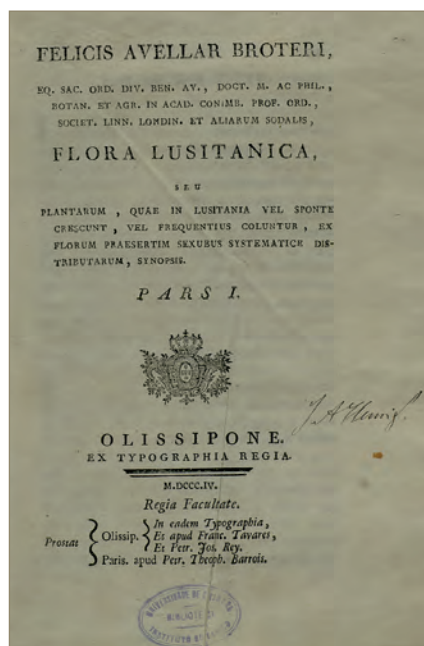 FELICIS AVELLAR BROTERI,
EQ. SAC. ORD. DIV. BEN. AV., DOCT. M. AC PHIL.,
BOTAN. ET AGR. IN ACAD. CONIMB. PROF. ORD.,
SOCIET. LINN. LONDIN. ET ALIARUM SODALIS,
FLORA LUSITANICA,
SEU
PLANTARUM, QUAE IN LUSITANIA VEL SPONTE
CRESCUNT, VEL FREQUENTIUS COLUNTUR, EX
FLORUM PRAESERTIM SEXUBUS SYSTEMATICE DIS-
TRIBUTARUM, SYNOPSIS.
PARS I.
OLISSIPONE.
EX TYPOGRAPHIA REGIA.
M.DCCC.IV.
Regia Facultate.
In eadem Typographia,
Prostat Olissip. Et apud Franc. Tavares,
Et Petr. Jos. Rey.
Paris. apud Petr. Theoph. Barrois.
BIBLIOTECA